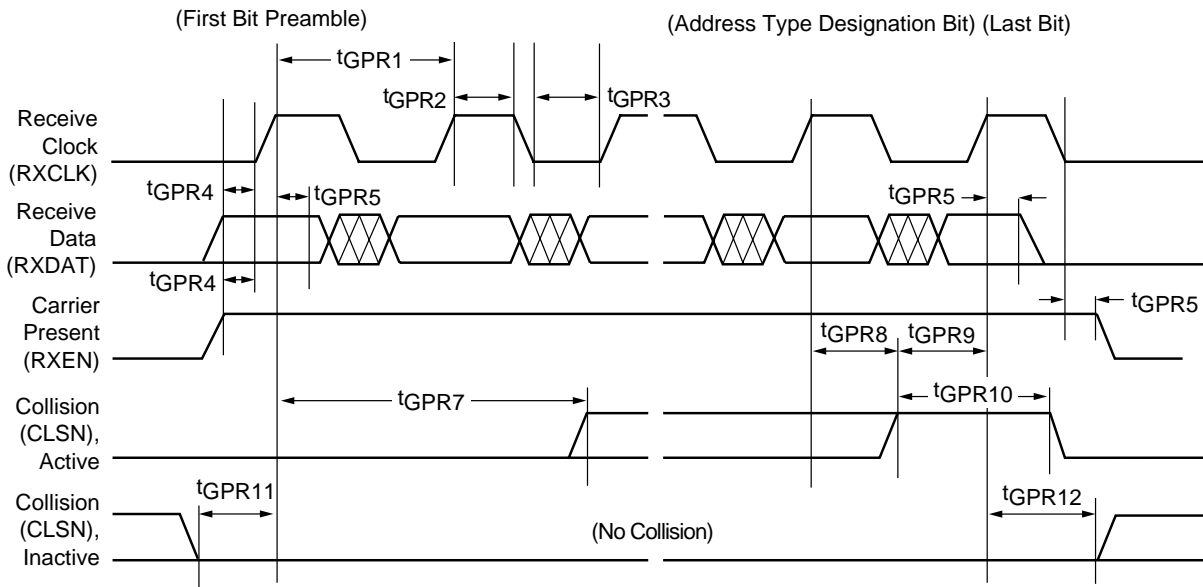 (First Bit Preamble)
(Address Type Designation Bit) (Last Bit)
tGPR1
tGPR2
tGPR3
Receive
Clock
(RXCLK)
tGPR4
tGPR5
tGPR5
Receive
Data
(RXDAT)
tGPR4
tGPR5
Carrier
Present
(RXEN)
tGPR8
tGPR9
tGPR7
tGPR10
Collision
(CLSN),
Active
tGPR11
tGPR12
Collision
(CLSN),
Inactive
(No Collision)